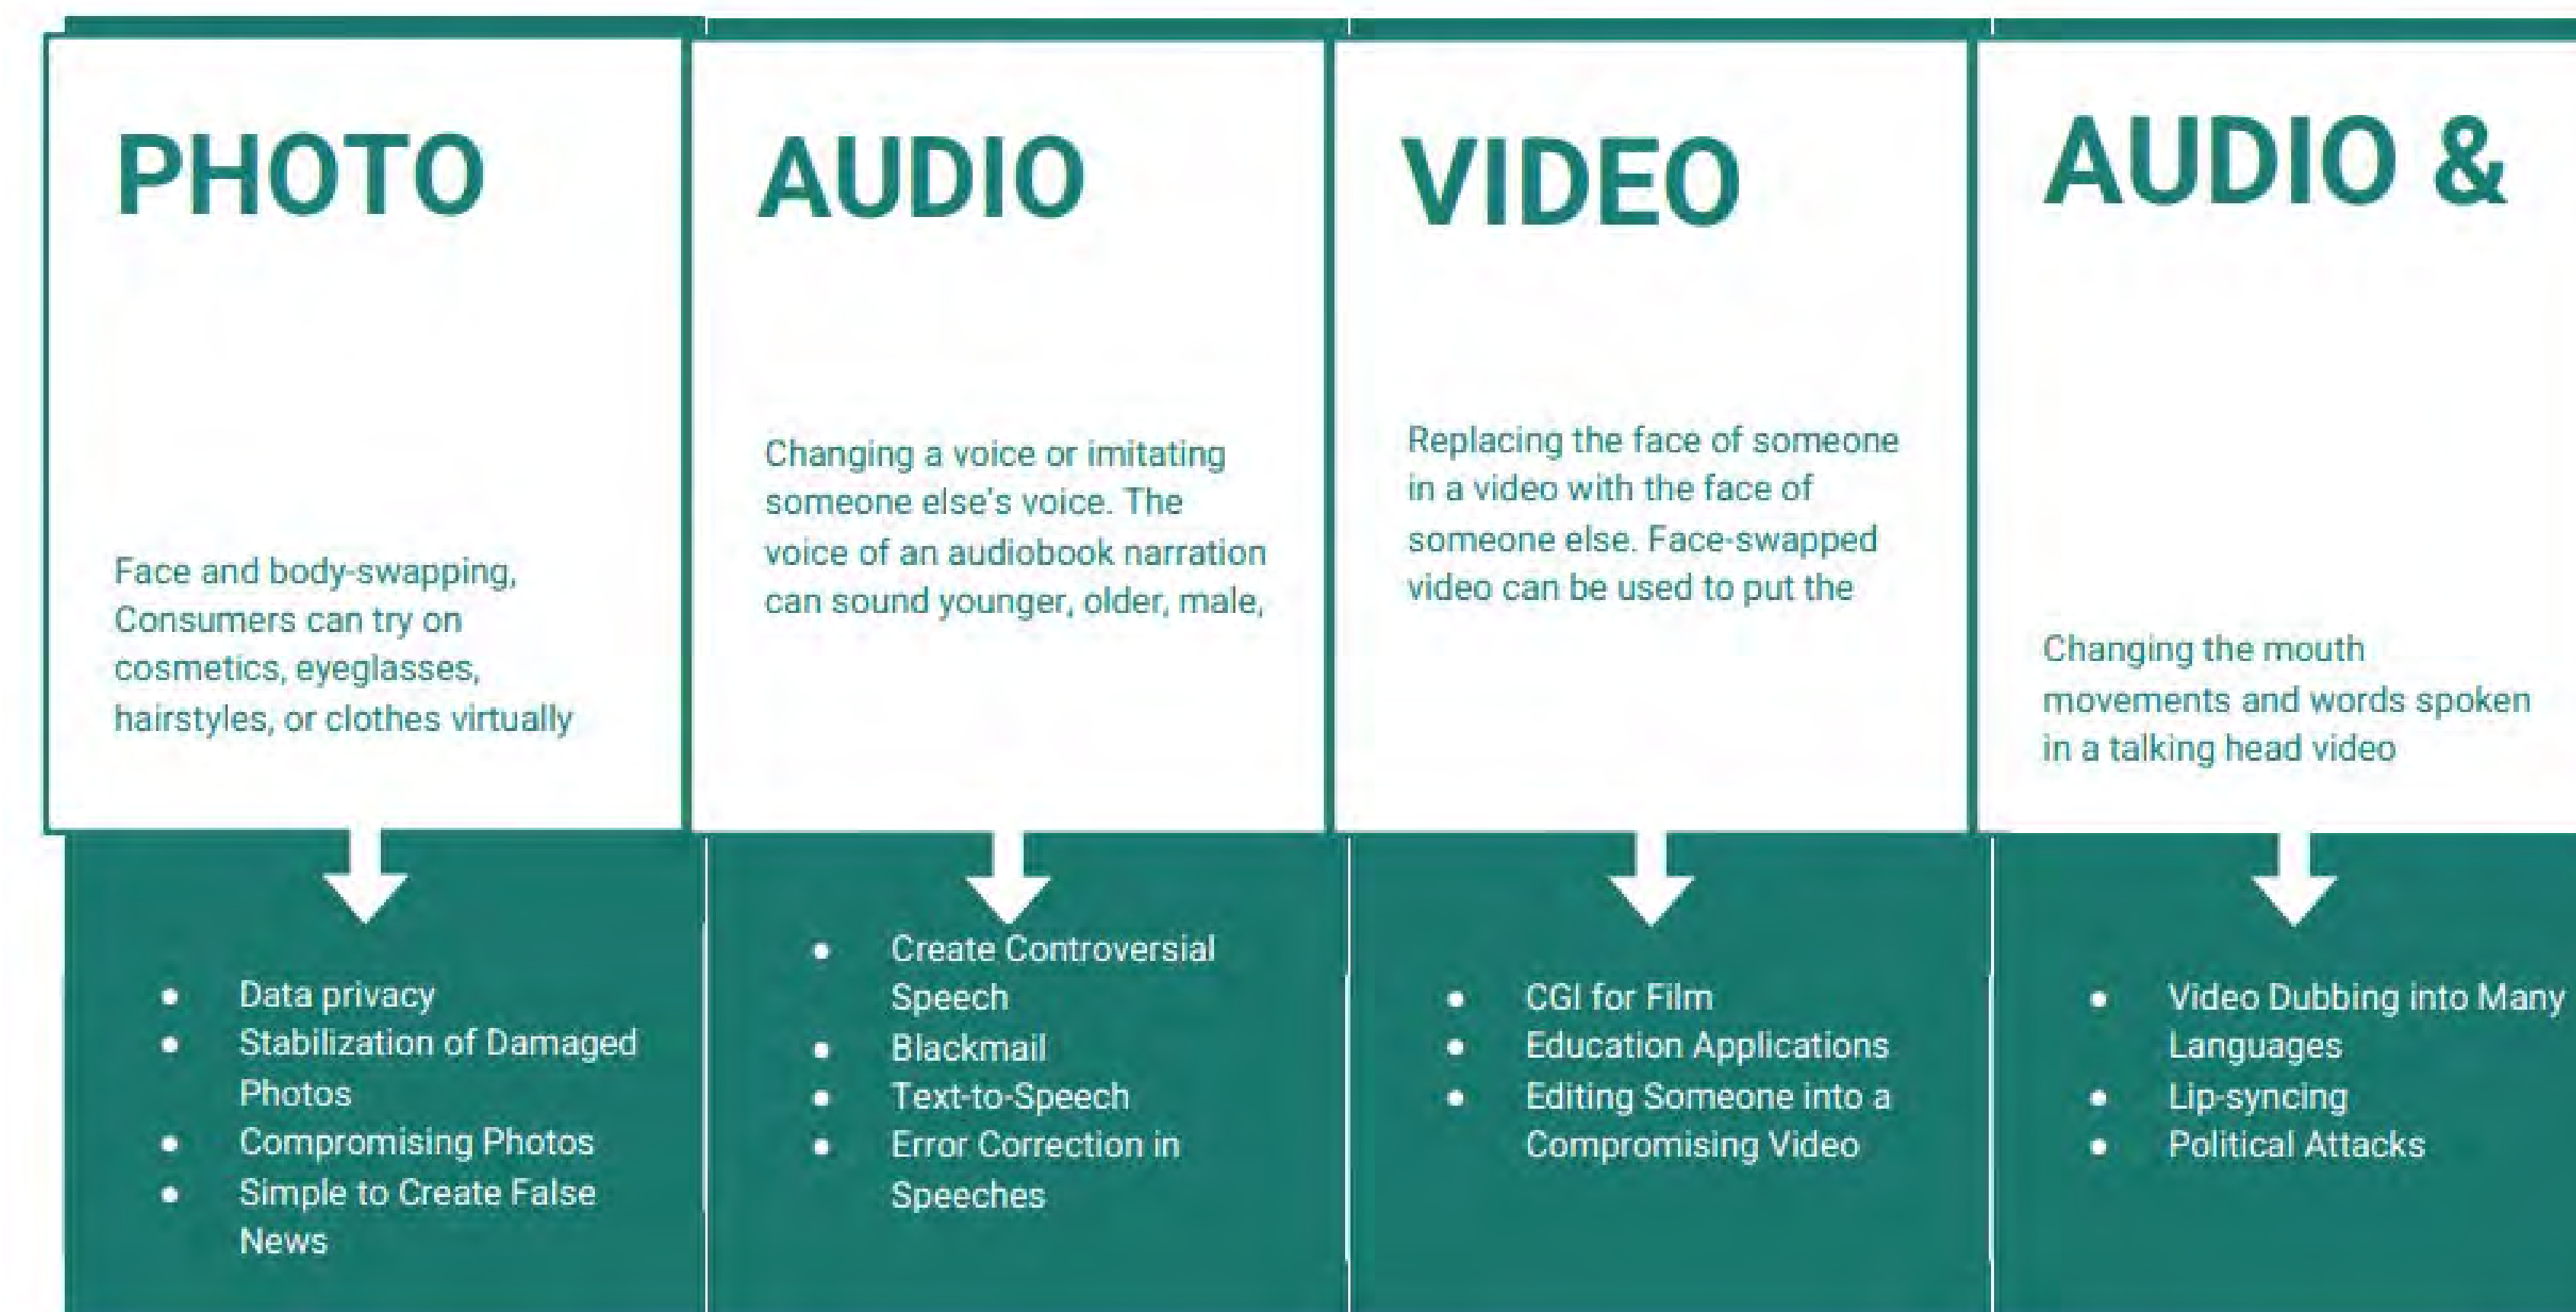 PHOTO
Face and body-swapping,
Consumers can try on
cosmetics, eyeglasses,
hairstyles, or clothes virtually
• Data privacy
• Stabilization of Damaged
Photos
• Compromising Photos
• Simple to Create False
News
AUDIO
Changing a voice or imitating
someone else's voice. The
voice of an audiobook narration
can sound younger, older, male,
• Create Controversial
Speech
• Blackmail
• Text-to-Speech
• Error Correction in
Speeches
VIDEO
Replacing the face of someone
in a video with the face of
someone else. Face-swapped
video can be used to put the
• CGI for Film
• Education Applications
• Editing Someone into a
Compromising Video
AUDIO &
Changing the mouth
movements and words spoken
in a talking head video
• Video Dubbing into Many
Languages
• Lip-syncing
• Political Attacks